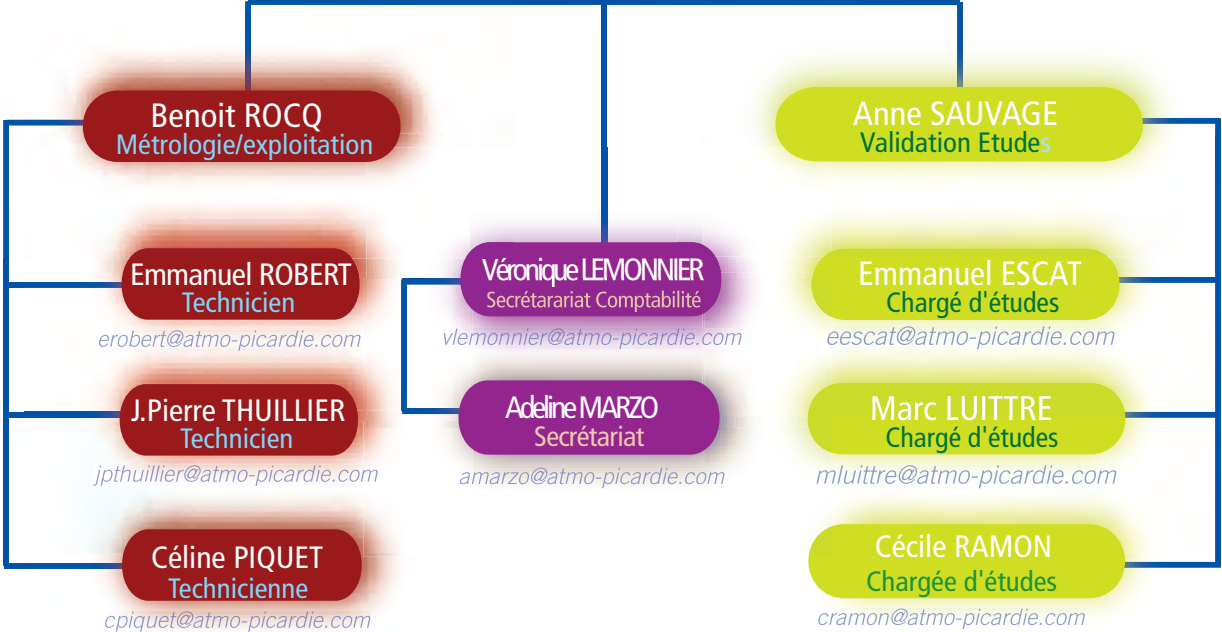 Benoit ROCQ
Métrologie/exploitation
Emmanuel ROBERT
Technicien
erobert@atmo-picardie.com
J.Pierre THUILLIER
Technicien
jpthuillier@atmo-picardie.com
Céline PIQUET
Technicienne
cpiquet@atmo-picardie.com
Véronique LEMONNIER
Secrétarariat Comptabilité
vlemonnier@atmo-picardie.com
Adeline MARZO
Secrétariat
amarzo@atmo-picardie.com
Anne SAUVAGE
Validation Etudes
Emmanuel ESCAT
Chargé d'études
eescat@atmo-picardie.com
Marc LUITTRE
Chargé d'études
mluittre@atmo-picardie.com
Cécile RAMON
Chargée d'études
cramon@atmo-picardie.com